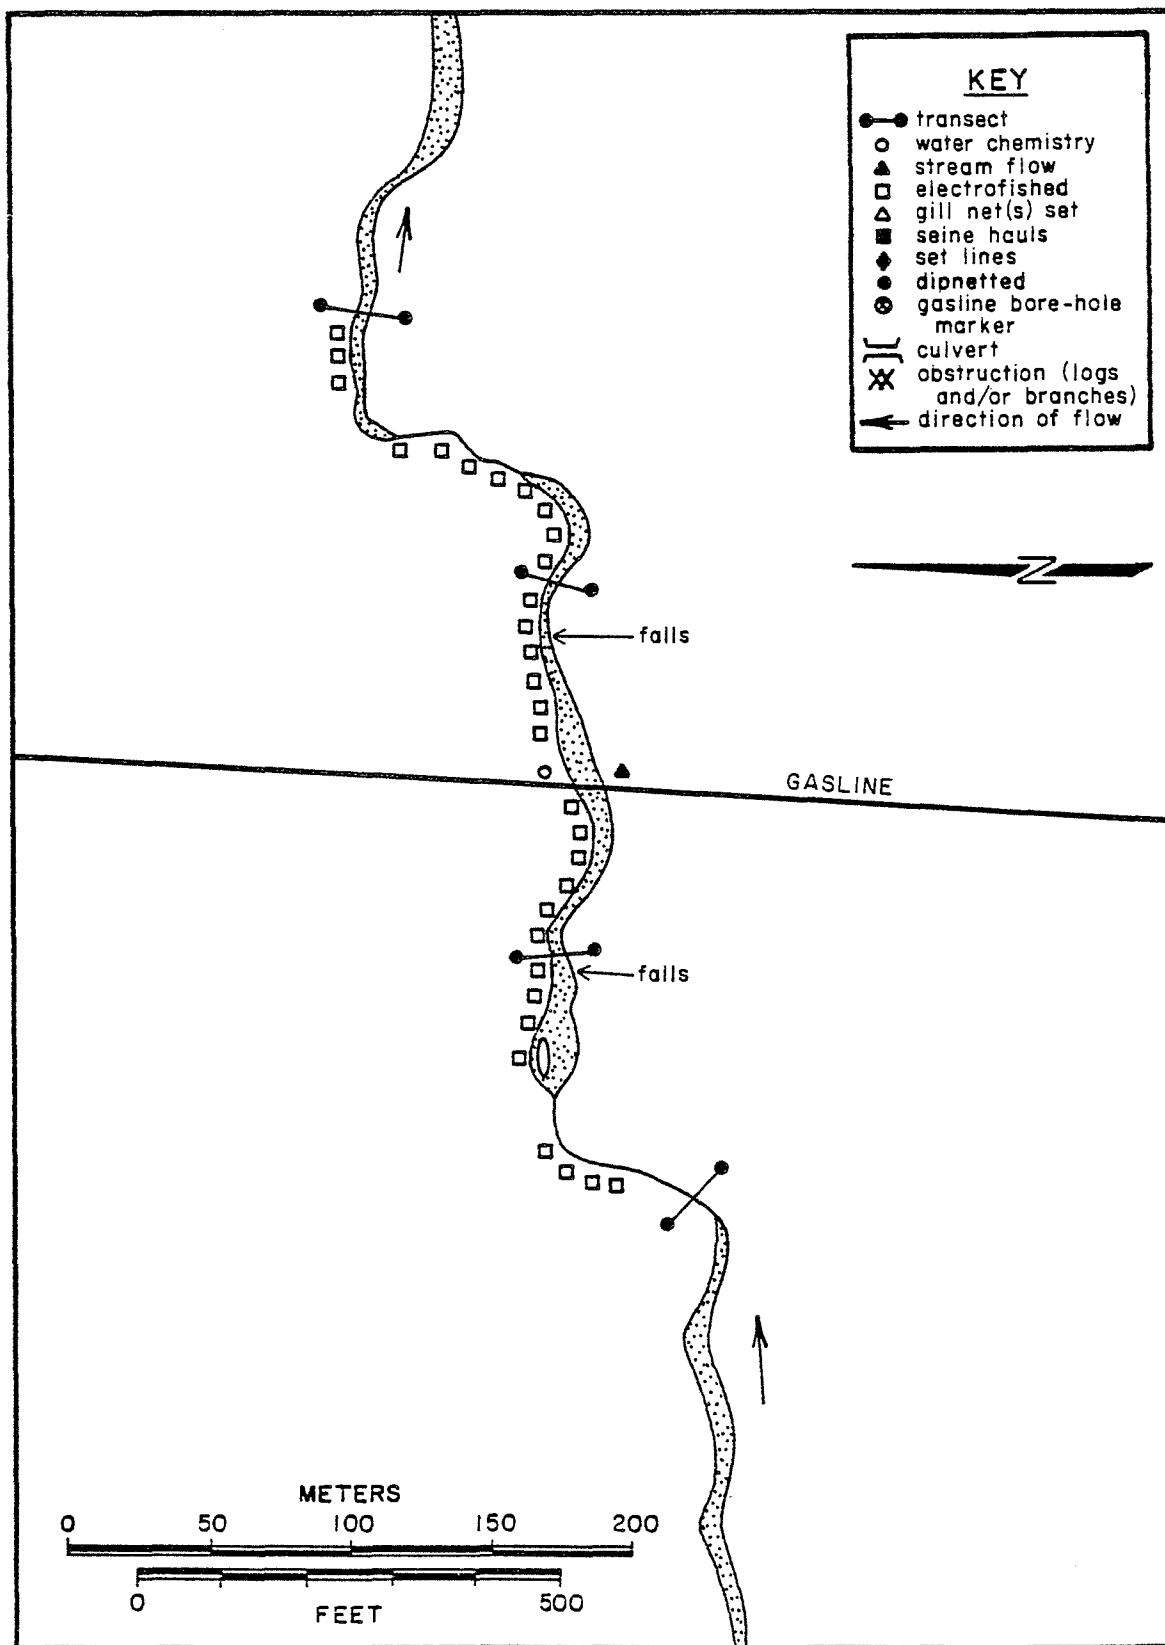 KEY
transect
water chemistry
stream flow
electrofished
gill net(s) set
seine hauls
set lines
dipnetted
gasline bore-hole
marker
culvert
obstruction (logs
and/or branches)
direction of flow
N
falls
GASLINE
falls
METERS
0 50 100 150 200
0 500
FEET